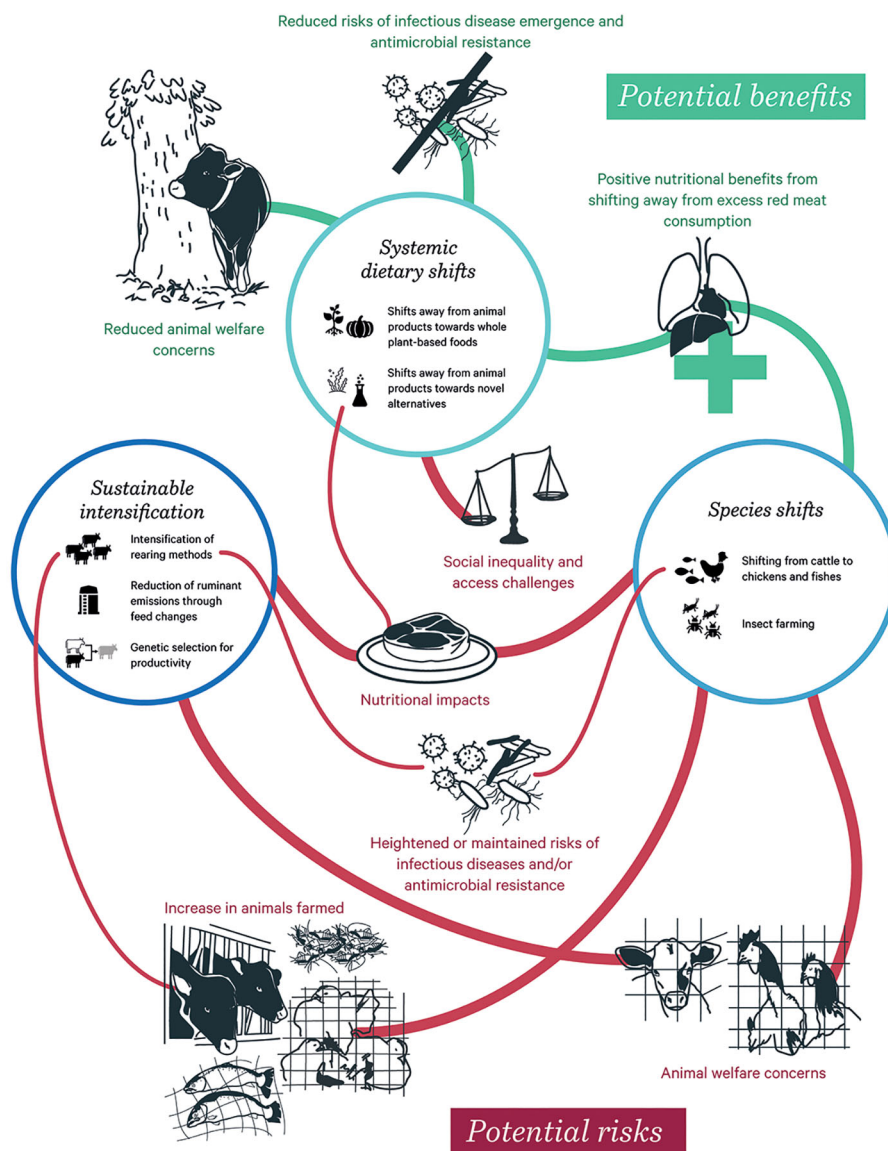 Reduced risks of infectious disease emergence and
antimicrobial resistance
Potential benefits
Positive nutritional benefits from
shifting away from excess red meat
consumption
Reduced animal welfare
concerns
Systemic
dietary shifts
Shifts away from animal
products towards whole
plant-based foods
Shifts away from animal
products towards novel
alternatives
Sustainable
intensification
Intensification of
rearing methods
Reduction of ruminant
emissions through
feed changes
Genetic selection for
productivity
Social inequality and
access challenges
Species shifts
Shifting from cattle to
chickens and fishes
Insect farming
Nutritional impacts
Heightened or maintained risks of
infectious diseases and/or
antimicrobial resistance
Increase in animals farmed
Animal welfare concerns
Potential risks